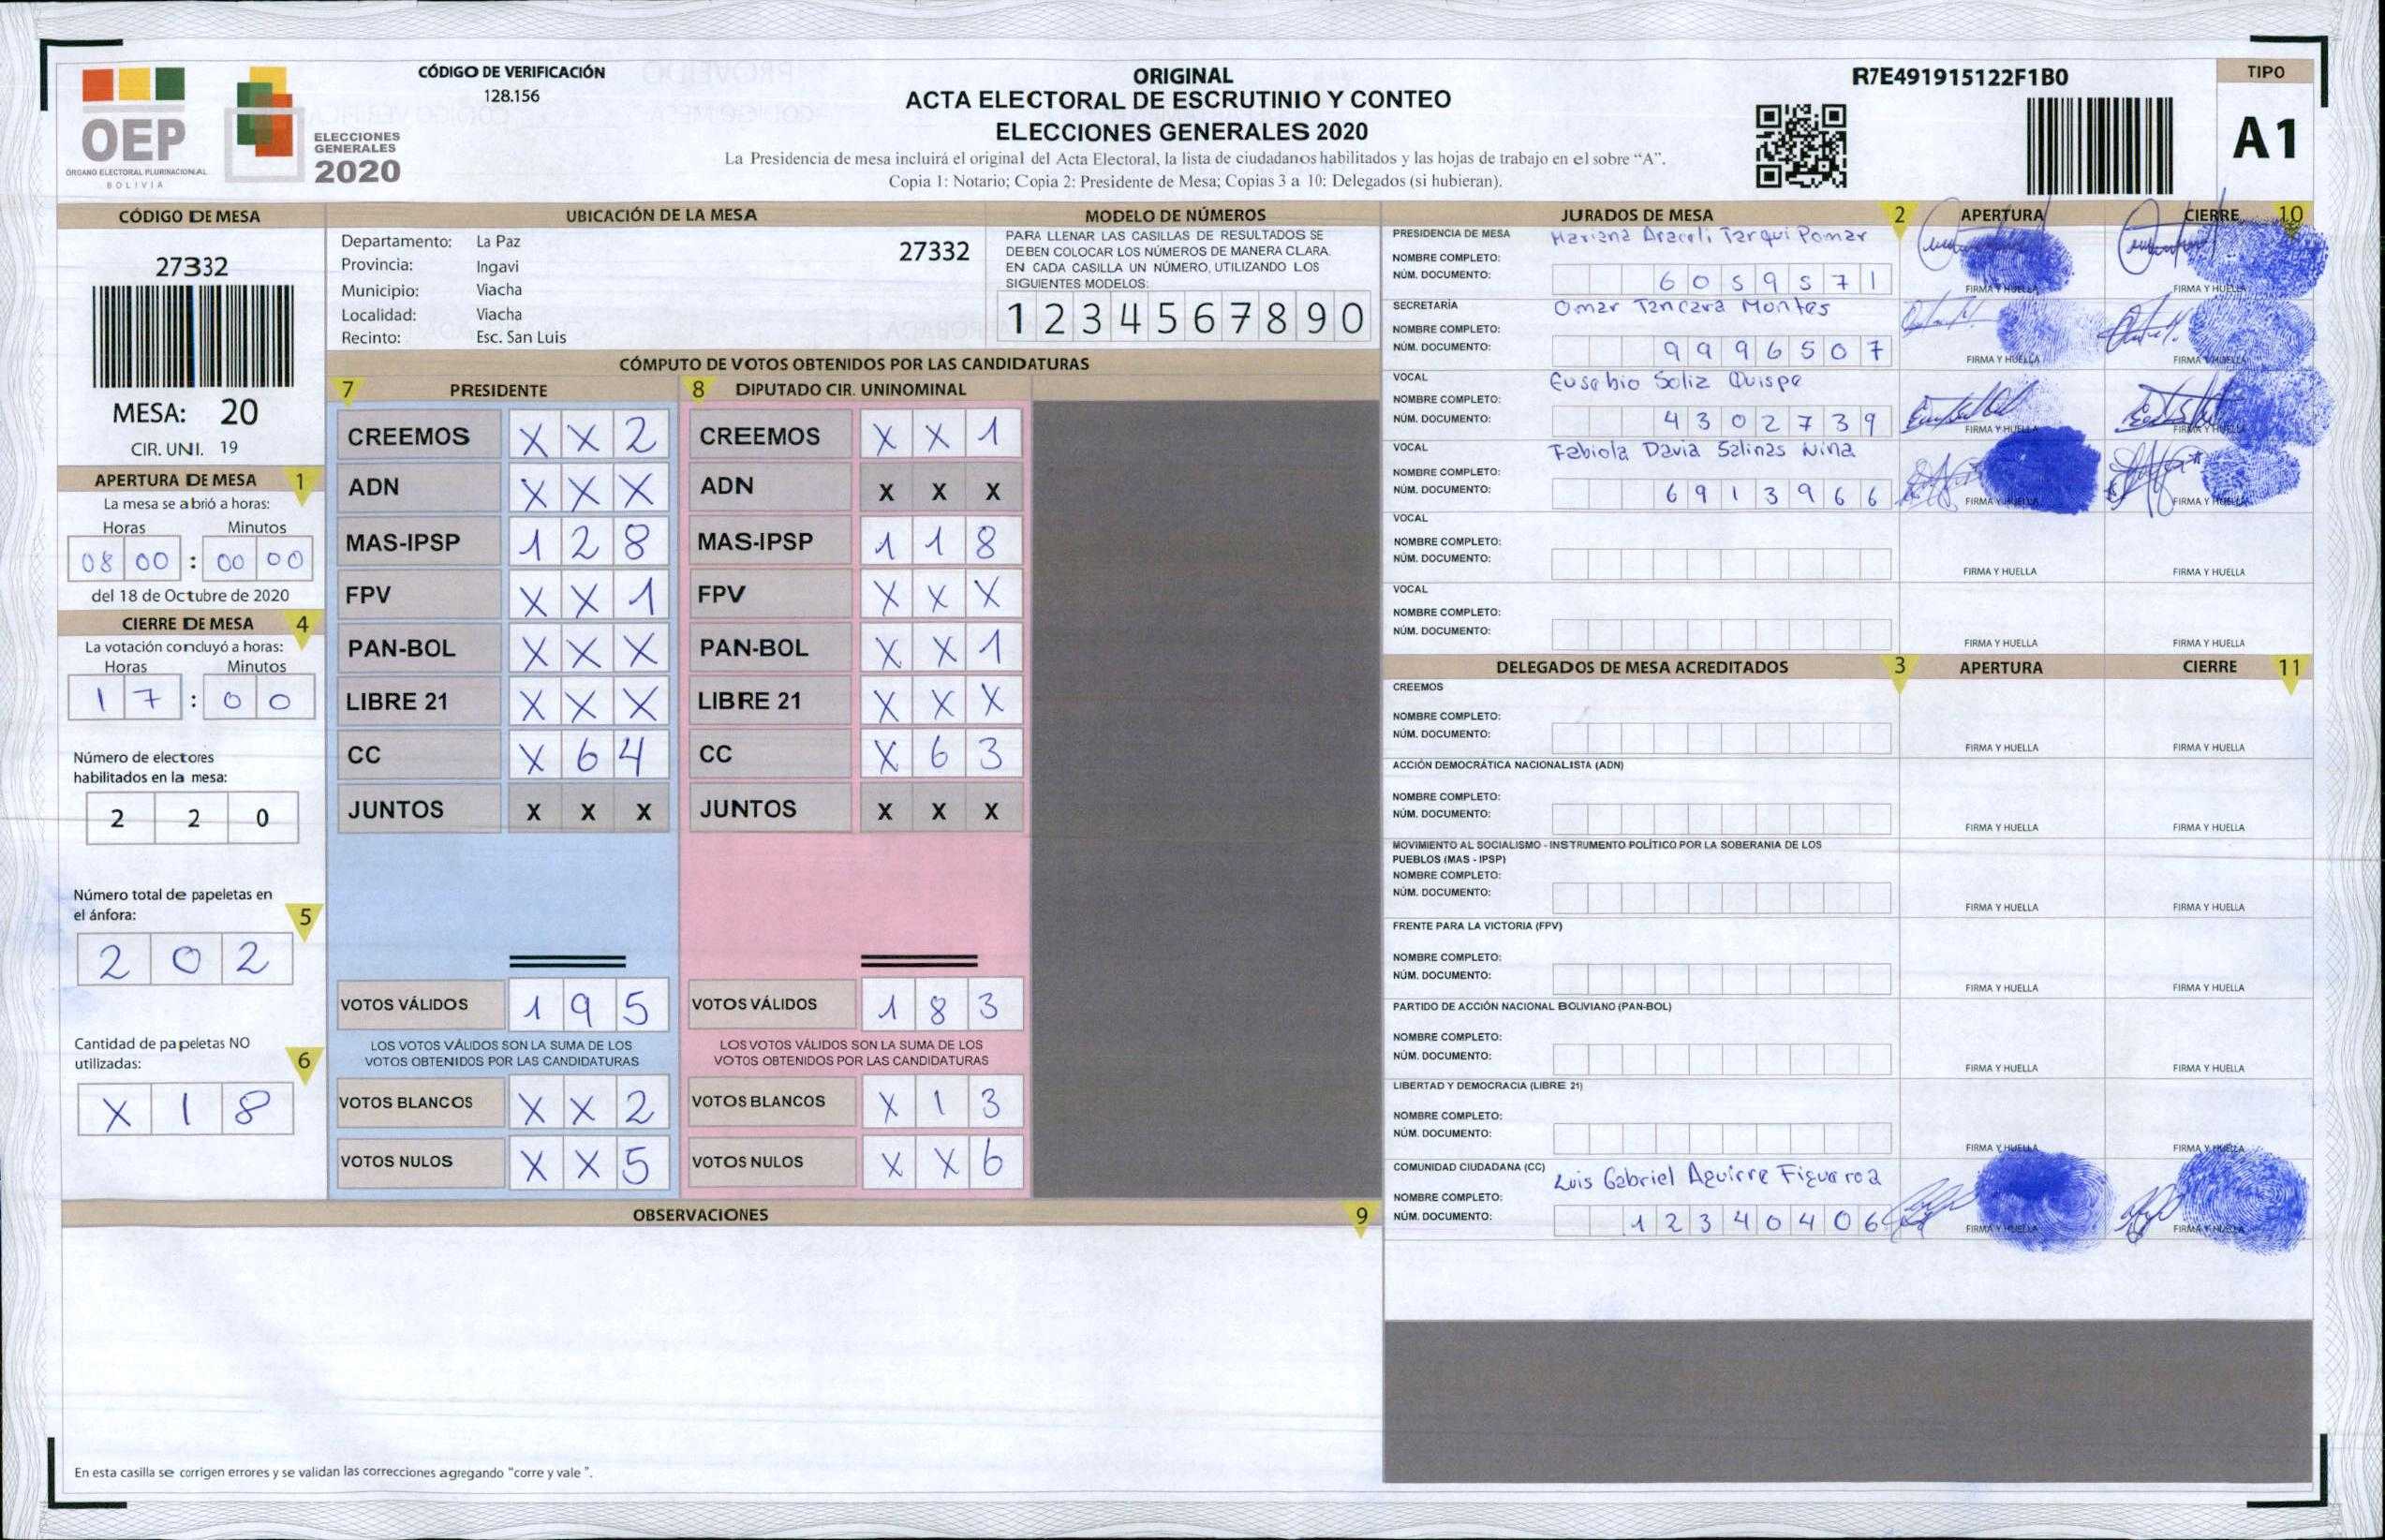 OEP
ÓRGANO ELECTORAL PLURINACIONAL
BOLIVIA
ELECCIONES
GENERALES
2020
CÓDIGO DE VERIFICACIÓN
128.156
ORIGINAL
ACTA ELECTORAL DE ESCRUTINIO Y CONTEO
ELECCIONES GENERALES 2020
La Presidencia de mesa incluirá el original del Acta Electoral, la lista de ciudadanos habilitados y las hojas de trabajo en el sobre “A”.
Copia 1: Notario; Copia 2: Presidente de Mesa; Copias 3 a 10: Delegados (si hubieran).
R7E491915122F1B0
TIPO
A1
CÓDIGO DE MESA
27332
MESA: 20
CIR. UNI. 19
APERTURA DE MESA 1
La mesa se abrió a horas:
Horas Minutos
08 00 : 00 00
del 18 de Octubre de 2020
CIERRE DE MESA 4
La votación concluyó a horas:
Horas Minutos
1 7 : 0 0
Número de electores
habilitados en la mesa:
2 2 0
Número total de papeletas en
el ánfora: 5
2 0 2
Cantidad de papeletas NO
utilizadas: 6
X 1 8
UBICACIÓN DE LA MESA
Departamento: La Paz 27332
Provincia: Ingavi
Municipio: Viacha
Localidad: Viacha
Recinto: Esc. San Luis
MODELO DE NÚMEROS
PARA LLENAR LAS CASILLAS DE RESULTADOS SE
DEBEN COLOCAR LOS NÚMEROS DE MANERA CLARA.
EN CADA CASILLA UN NÚMERO, UTILIZANDO LOS
SIGUIENTES MODELOS:
1 2 3 4 5 6 7 8 9 0
CÓMPUTO DE VOTOS OBTENIDOS POR LAS CANDIDATURAS
7 PRESIDENTE
CREEMOS X X 2
ADN X X X
MAS-IPSP 1 2 8
FPV X X 1
PAN-BOL X X X
LIBRE 21 X X X
CC X 6 4
JUNTOS X X X
VOTOS VÁLIDOS 1 9 5
LOS VOTOS VÁLIDOS SON LA SUMA DE LOS
VOTOS OBTENIDOS POR LAS CANDIDATURAS
VOTOS BLANCOS X X 2
VOTOS NULOS X X 5
8 DIPUTADO CIR. UNINOMINAL
CREEMOS X X 1
ADN X X X
MAS-IPSP 1 1 8
FPV X X X
PAN-BOL X X 1
LIBRE 21 X X X
CC X 6 3
JUNTOS X X X
VOTOS VÁLIDOS 1 8 3
LOS VOTOS VÁLIDOS SON LA SUMA DE LOS
VOTOS OBTENIDOS POR LAS CANDIDATURAS
VOTOS BLANCOS X 1 3
VOTOS NULOS X X 6
OBSERVACIONES 9
En esta casilla se corrigen errores y se validan las correcciones agregando “corre y vale”.
JURADOS DE MESA 2 APERTURA CIERRE 10
PRESIDENCIA DE MESA Mariana Araceli Tarqui Pomar
NOMBRE COMPLETO:
NÚM. DOCUMENTO: 6 0 5 9 5 7 1 FIRMA Y HUELLA FIRMA Y HUELLA
SECRETARÍA Omar Tancara Montes
NOMBRE COMPLETO:
NÚM. DOCUMENTO: 9 9 9 6 5 0 7 FIRMA Y HUELLA FIRMA Y HUELLA
VOCAL Eusebio Soliz Quispe
NOMBRE COMPLETO:
NÚM. DOCUMENTO: 4 3 0 2 7 3 9 FIRMA Y HUELLA FIRMA Y HUELLA
VOCAL Fabiola Davia Salinas Nina
NOMBRE COMPLETO:
NÚM. DOCUMENTO: 6 9 1 3 9 6 6 FIRMA Y HUELLA FIRMA Y HUELLA
VOCAL
NOMBRE COMPLETO:
NÚM. DOCUMENTO: FIRMA Y HUELLA FIRMA Y HUELLA
VOCAL
NOMBRE COMPLETO:
NÚM. DOCUMENTO: FIRMA Y HUELLA FIRMA Y HUELLA
DELEGADOS DE MESA ACREDITADOS 3 APERTURA CIERRE 11
CREEMOS
NOMBRE COMPLETO:
NÚM. DOCUMENTO: FIRMA Y HUELLA FIRMA Y HUELLA
ACCIÓN DEMOCRÁTICA NACIONALISTA (ADN)
NOMBRE COMPLETO:
NÚM. DOCUMENTO: FIRMA Y HUELLA FIRMA Y HUELLA
MOVIMIENTO AL SOCIALISMO - INSTRUMENTO POLÍTICO POR LA SOBERANIA DE LOS
PUEBLOS (MAS - IPSP)
NOMBRE COMPLETO:
NÚM. DOCUMENTO: FIRMA Y HUELLA FIRMA Y HUELLA
FRENTE PARA LA VICTORIA (FPV)
NOMBRE COMPLETO:
NÚM. DOCUMENTO: FIRMA Y HUELLA FIRMA Y HUELLA
PARTIDO DE ACCIÓN NACIONAL BOLIVIANO (PAN-BOL)
NOMBRE COMPLETO:
NÚM. DOCUMENTO: FIRMA Y HUELLA FIRMA Y HUELLA
LIBERTAD Y DEMOCRACIA (LIBRE 21)
NOMBRE COMPLETO:
NÚM. DOCUMENTO: FIRMA Y HUELLA FIRMA Y HUELLA
COMUNIDAD CIUDADANA (CC) Luis Gabriel Aguirre Figueroa
NOMBRE COMPLETO:
NÚM. DOCUMENTO: 1 2 3 4 0 4 0 6 FIRMA Y HUELLA FIRMA Y HUELLA